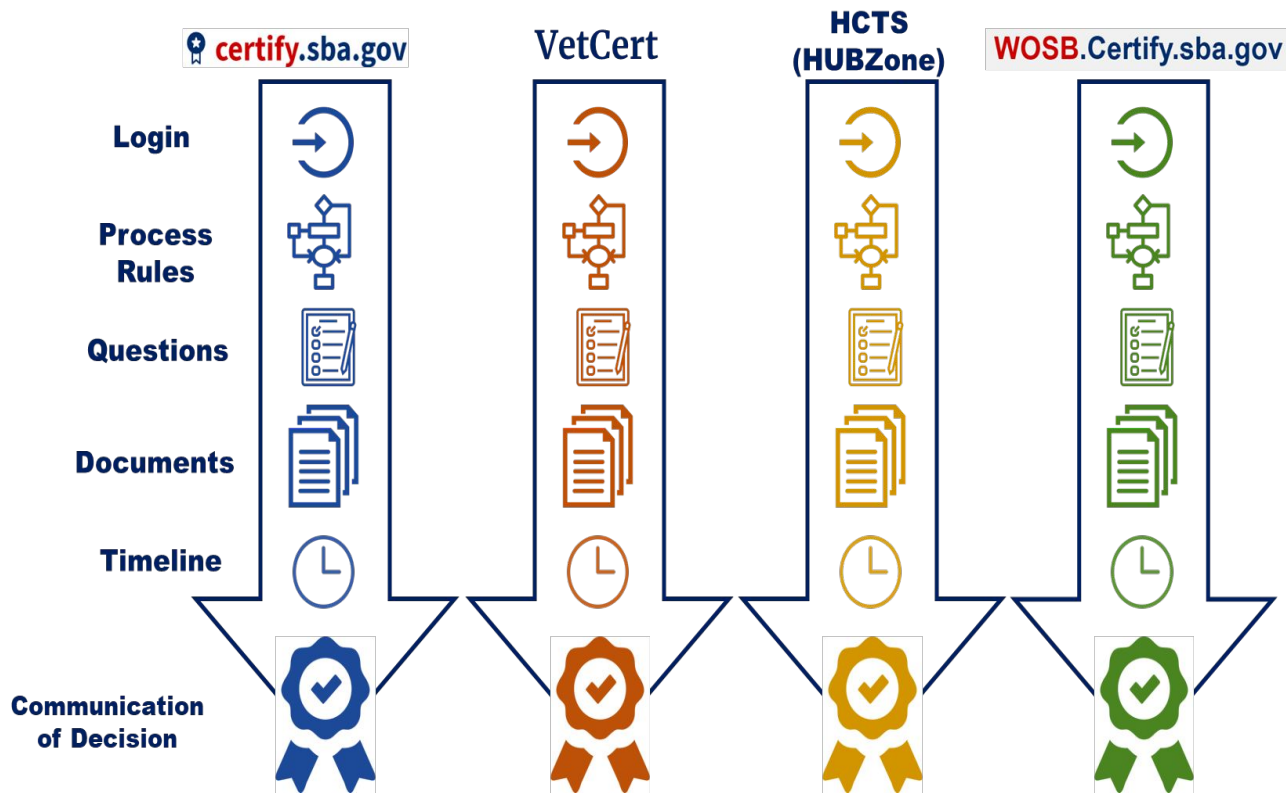 certify.sba.gov
VetCert
HCTS
(HUBZone)
WOSB.Certify.sba.gov
Login
Process
Rules
Questions
Documents
Timeline
Communication
of Decision